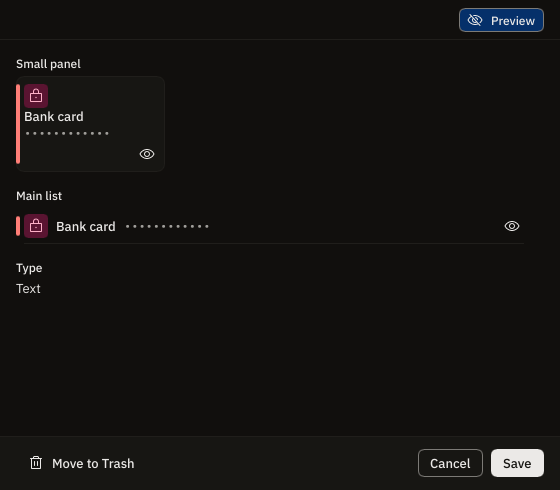 Preview
Small panel
Bank card
••••••••••••
Main list
Bank card ••••••••••••
Type
Text
Move to Trash
Cancel
Save